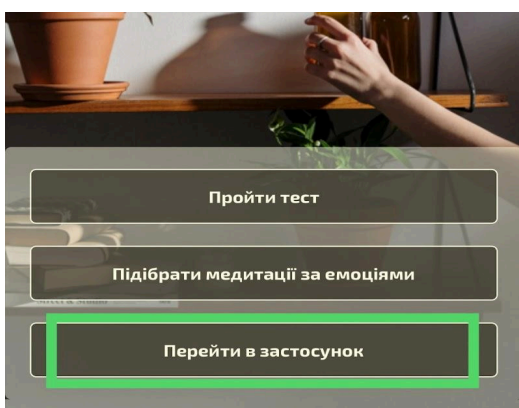 Пройти тест
Підібрати медитації за емоціями
Перейти в застосунок